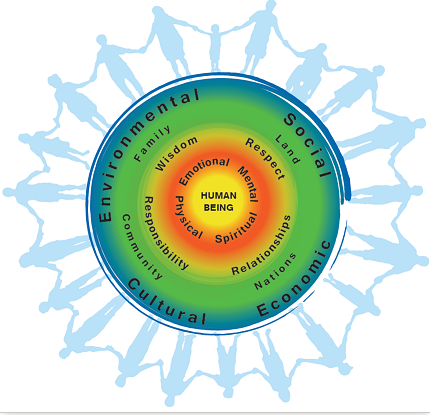 HUMAN
BEING
Emotional
Mental
Spiritual
Physical
Wisdom
Respect
Relationships
Responsibility
Family
Land
Nations
Community
Environmental
Social
Economic
Cultural